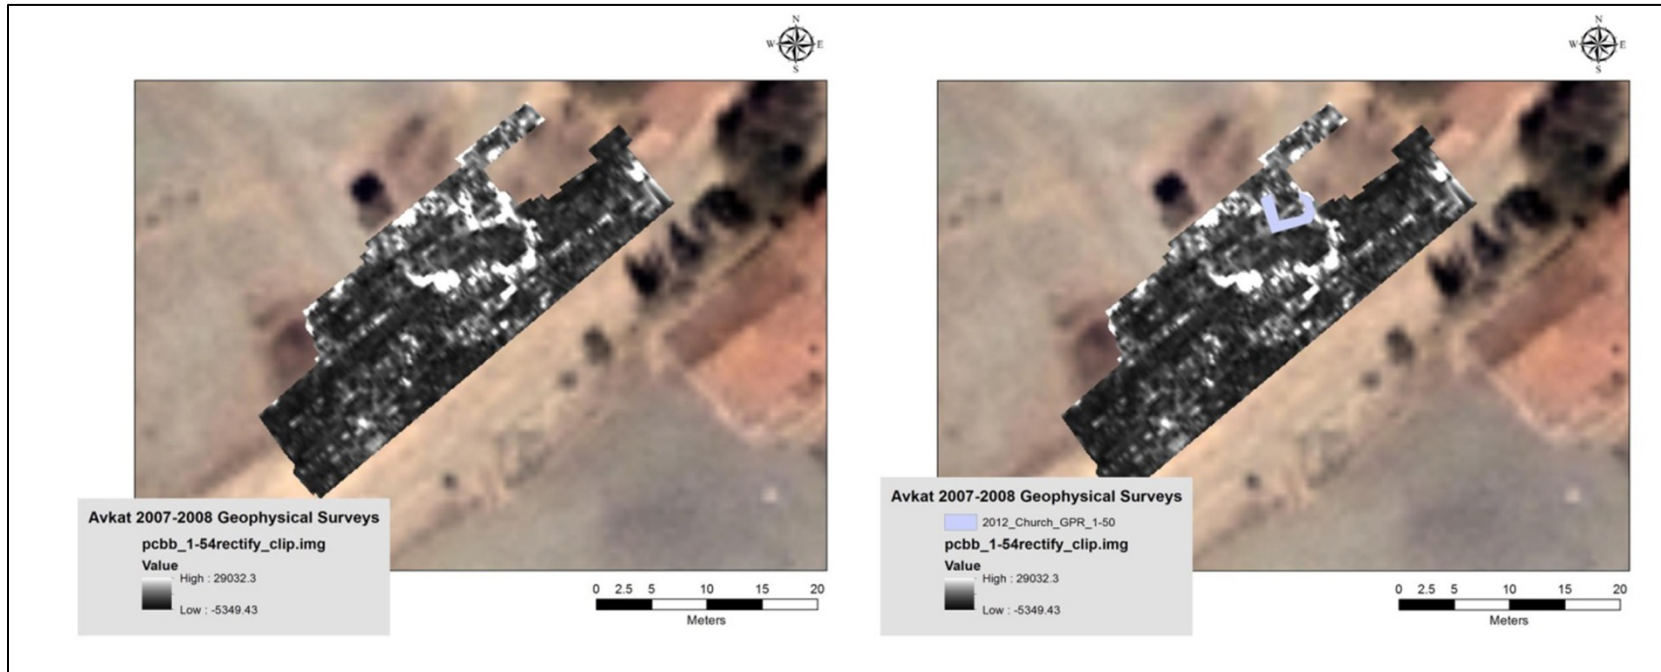 N
W E
S
Avkat 2007-2008 Geophysical Surveys
pcbb_1-54rectify_clip.img
Value
High : 29032.3
Low : -5349.43
0 2.5 5 10 15 20
Meters
N
W E
S
Avkat 2007-2008 Geophysical Surveys
2012_Church_GPR_1-50
pcbb_1-54rectify_clip.img
Value
High : 29032.3
Low : -5349.43
0 2.5 5 10 15 20
Meters